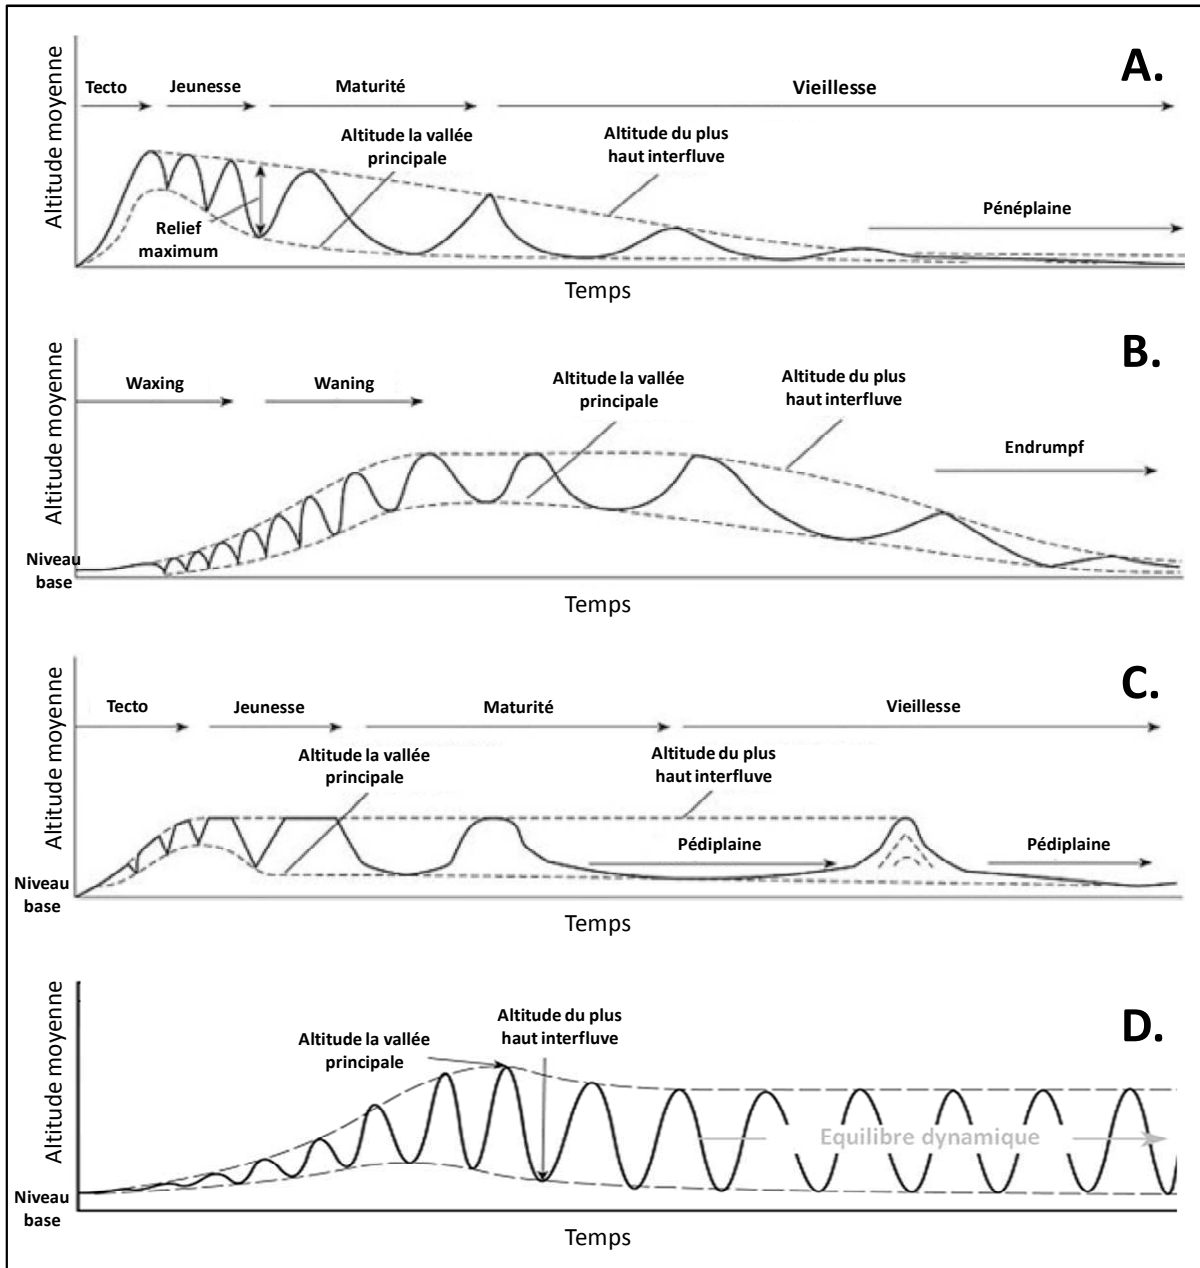 A.
Altitude moyenne
Tecto
Jeunesse
Maturité
Vieillesse
Altitude la vallée
principale
Altitude du plus
haut interfluve
Relief
maximum
Pénéplaine
Temps
B.
Altitude moyenne
Waxing
Waning
Altitude la vallée
principale
Altitude du plus
haut interfluve
Endrumpf
Niveau
base
Temps
C.
Altitude moyenne
Tecto
Jeunesse
Maturité
Vieillesse
Altitude la vallée
principale
Altitude du plus
haut interfluve
Pédiplaine
Pédiplaine
Niveau
base
Temps
D.
Altitude moyenne
Altitude la vallée
principale
Altitude du plus
haut interfluve
Equilibre dynamique
Niveau
base
Temps